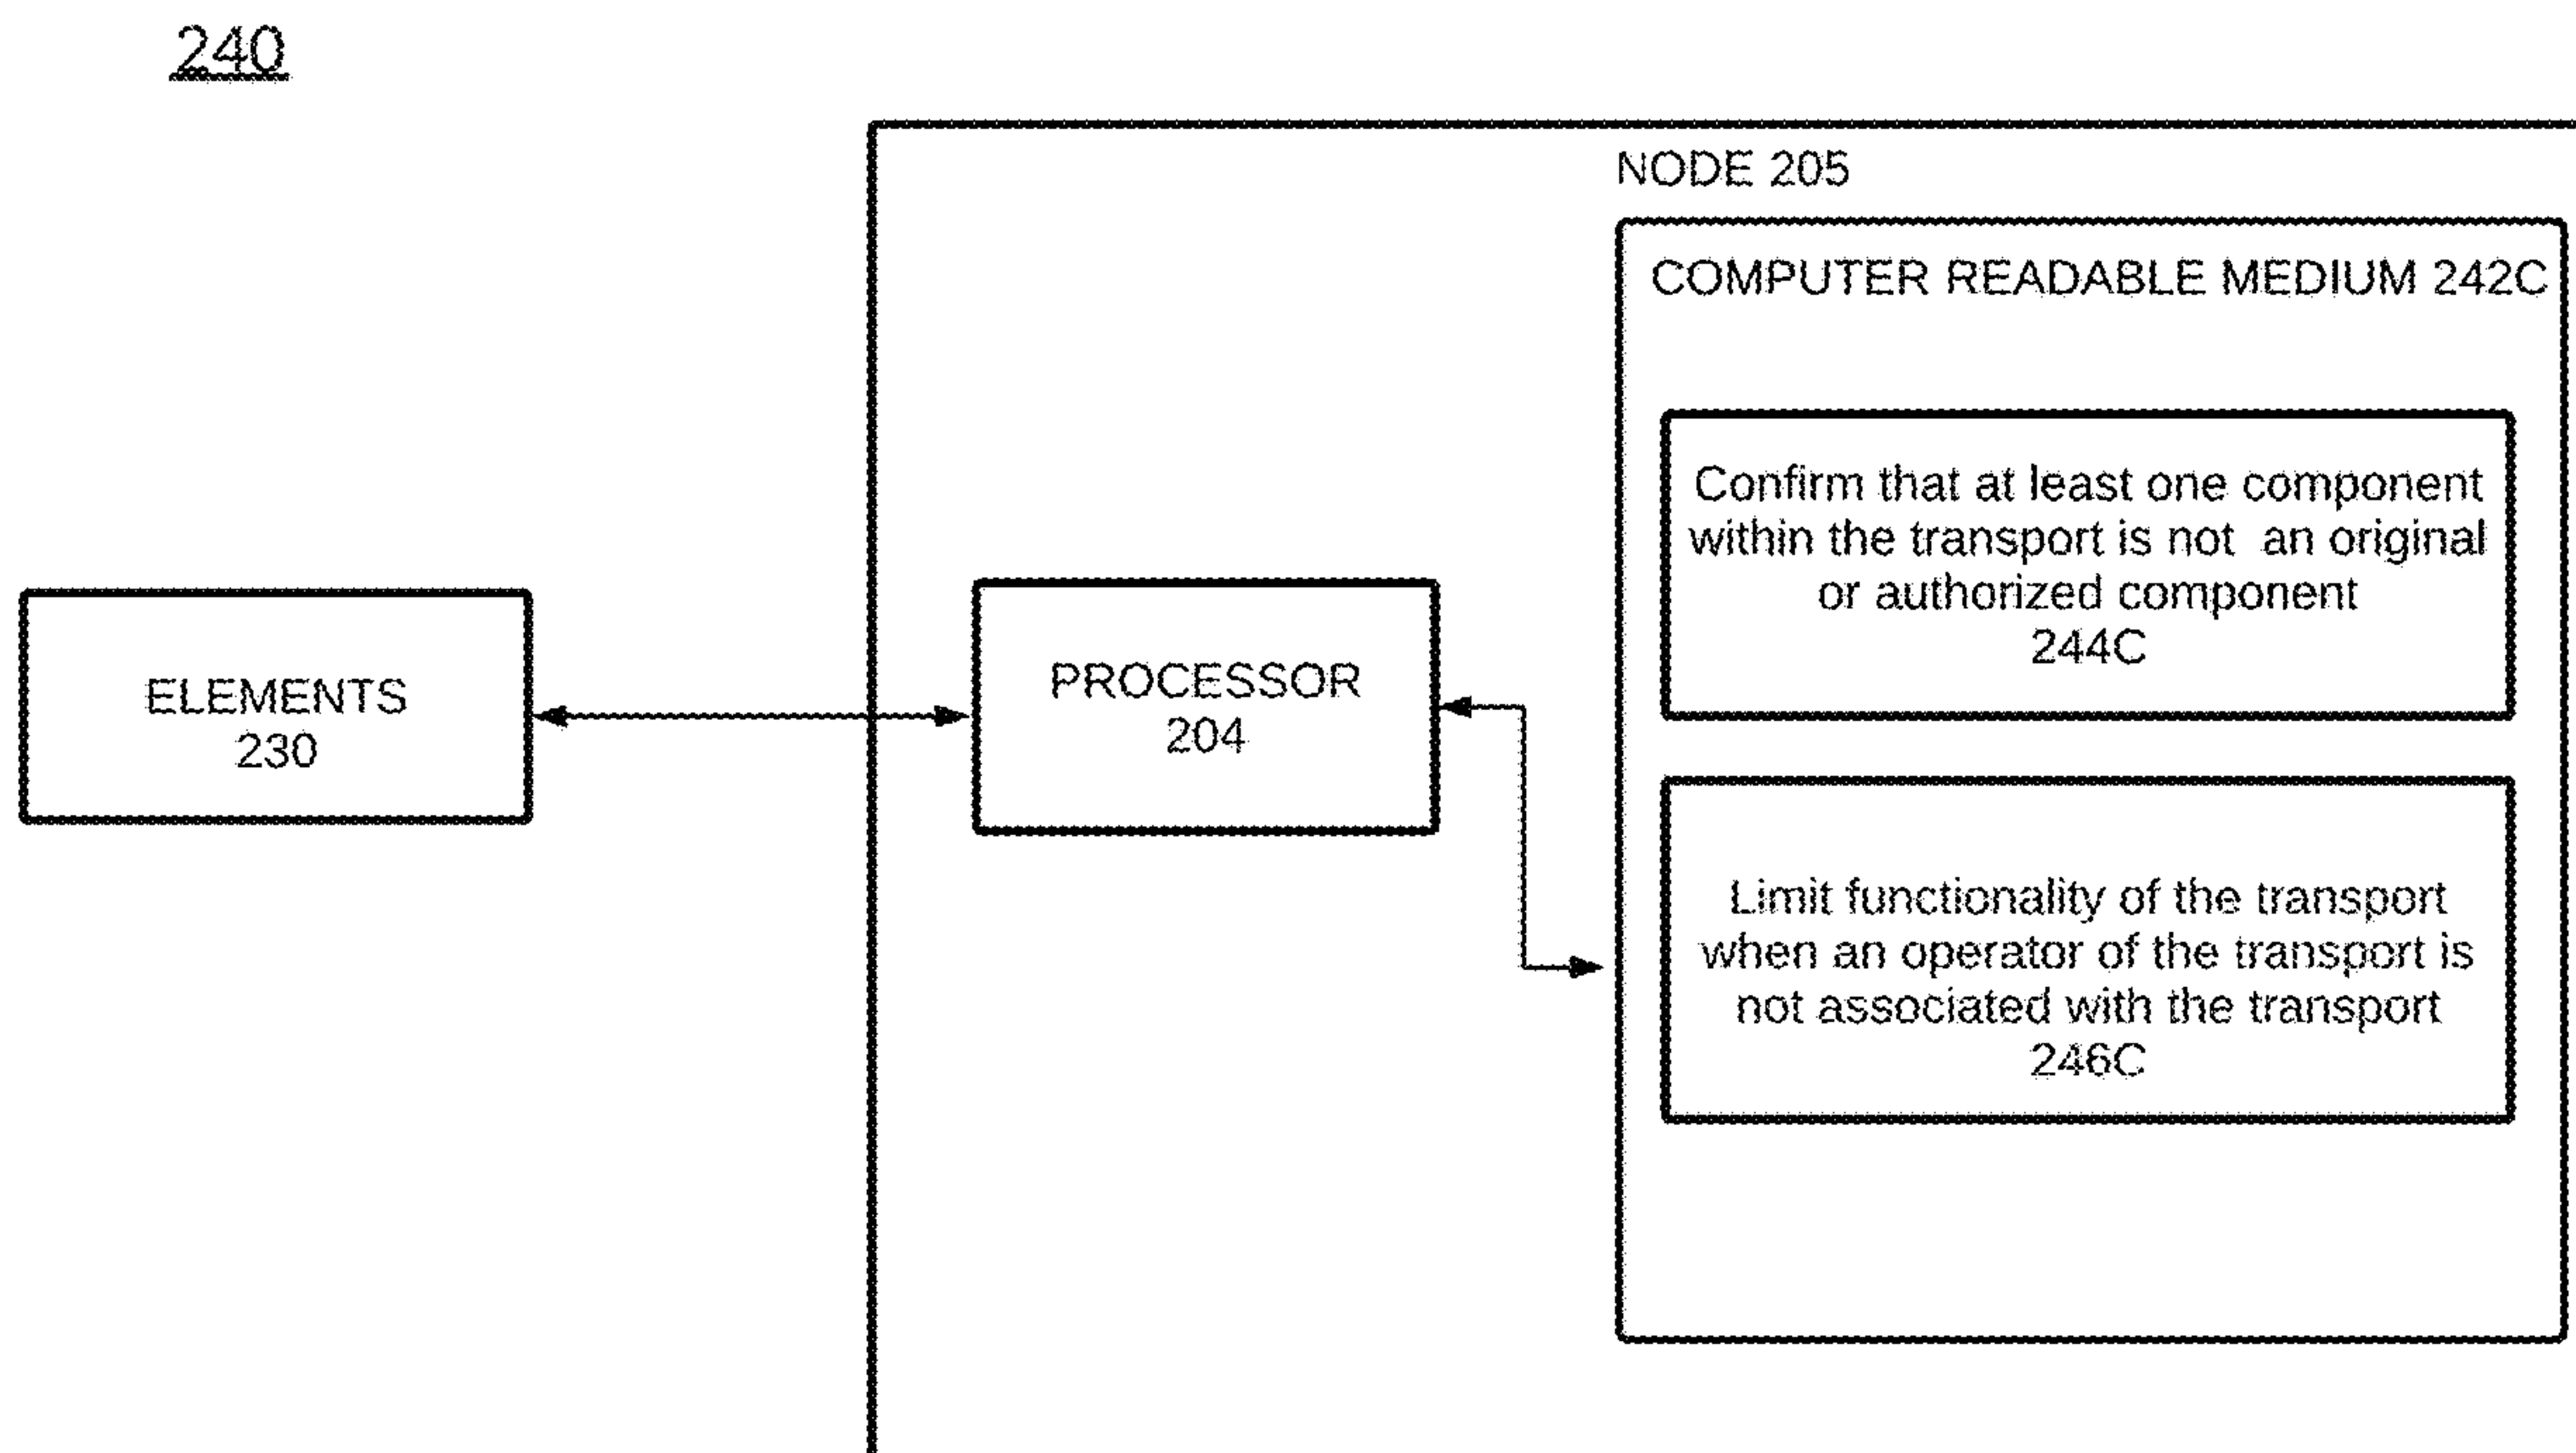 240
NODE 205
COMPUTER READABLE MEDIUM 242C
Confirm that at least one component
within the transport is not an original
or authorized component
244C
ELEMENTS
230
PROCESSOR
204
Limit functionality of the transport
when an operator of the transport is
not associated with the transport
246C